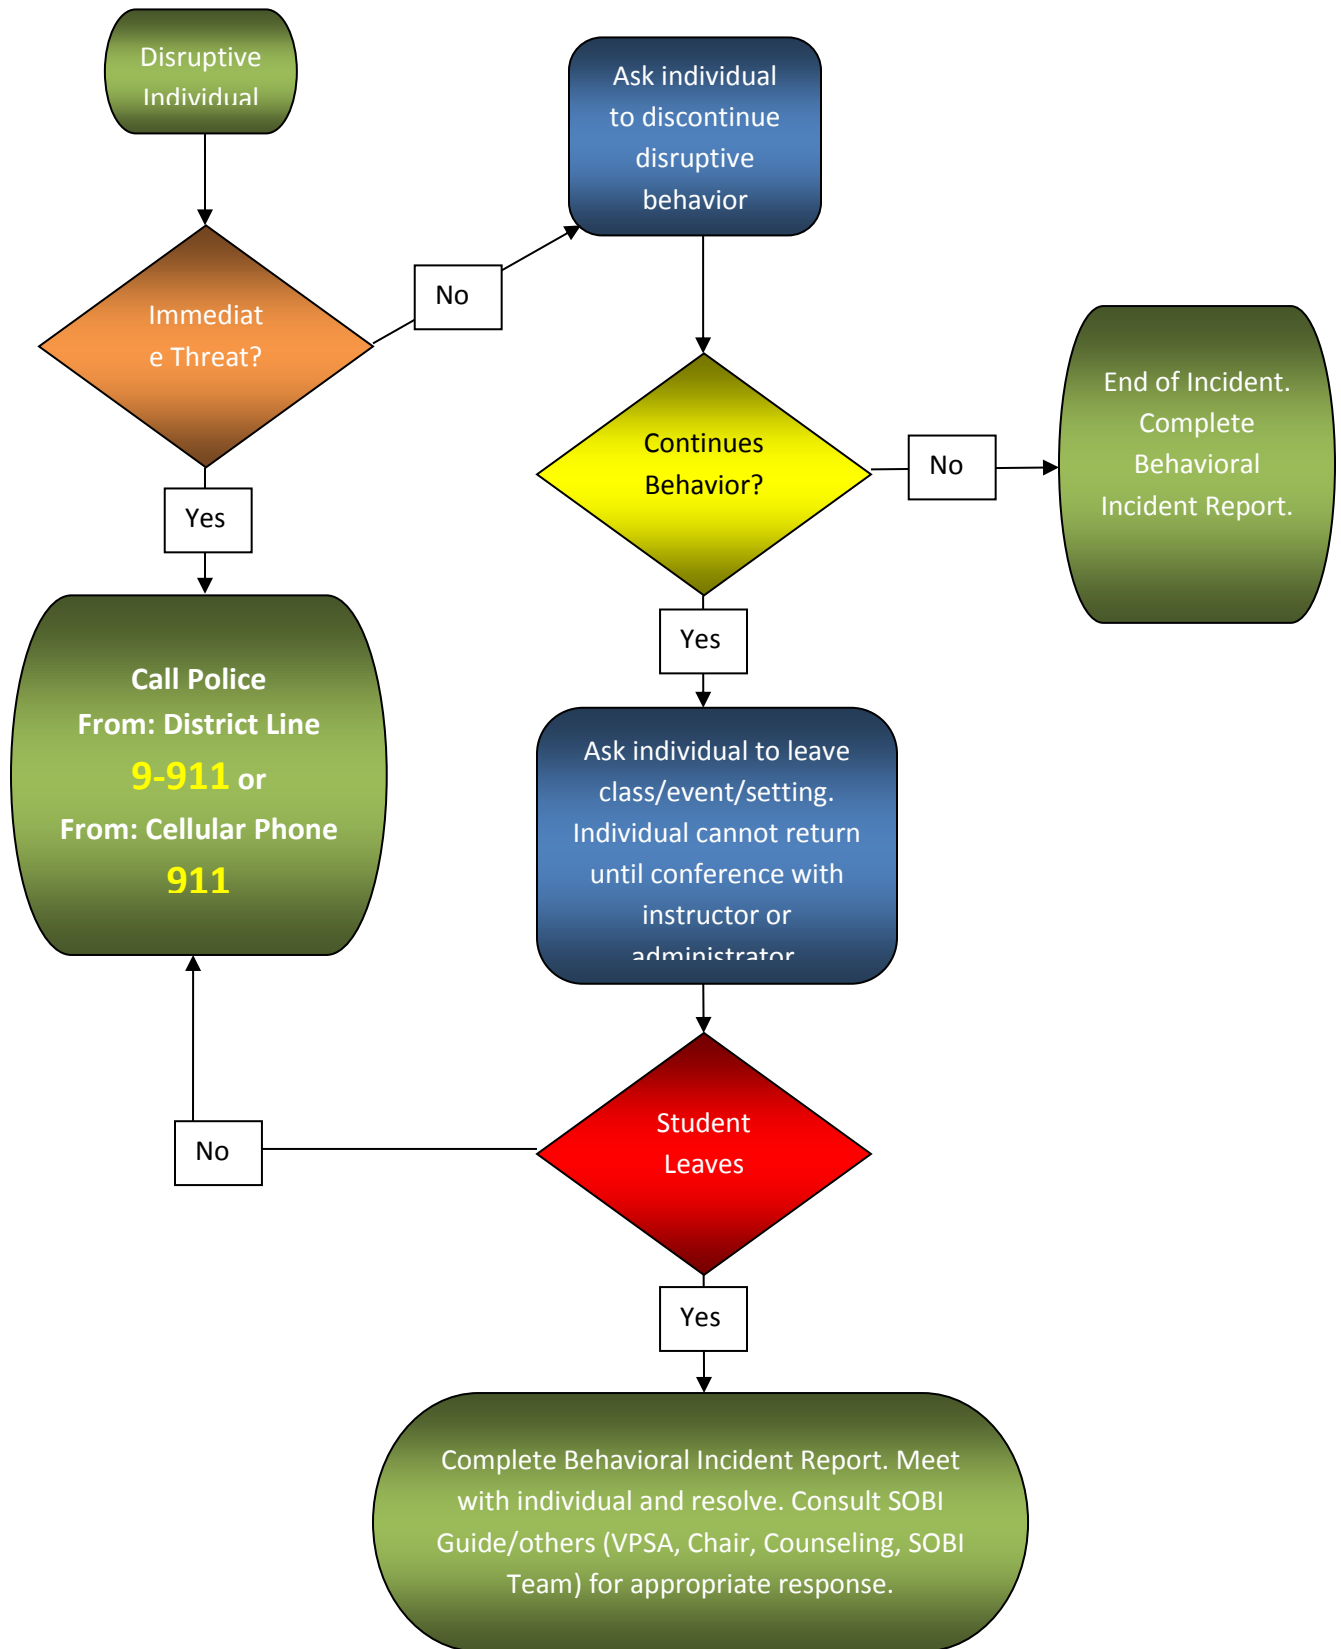 Disruptive
Individual
Immediat
e Threat?
No
Ask individual
to discontinue
disruptive
behavior
Yes
Call Police
From: District Line
9-911 or
From: Cellular Phone
911
Continues
Behavior?
No
End of Incident.
Complete
Behavioral
Incident Report.
Yes
Ask individual to leave
class/event/setting.
Individual cannot return
until conference with
instructor or
administrator
Student
Leaves
No
Yes
Complete Behavioral Incident Report. Meet
with individual and resolve. Consult SOBI
Guide/others (VPSA, Chair, Counseling, SOBI
Team) for appropriate response.